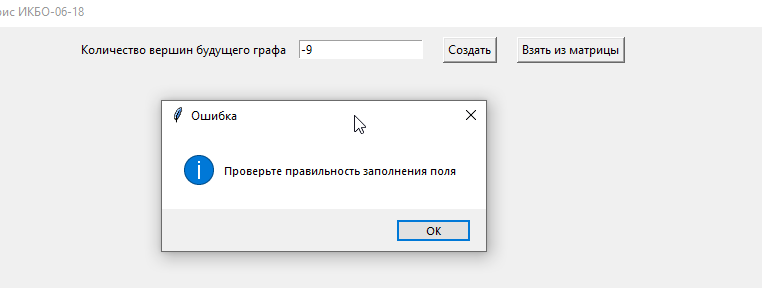 рис ИКБО-06-18
Количество вершин будущего графа -9 Создать Взять из матрицы
Ошибка
Проверьте правильность заполнения поля
OK